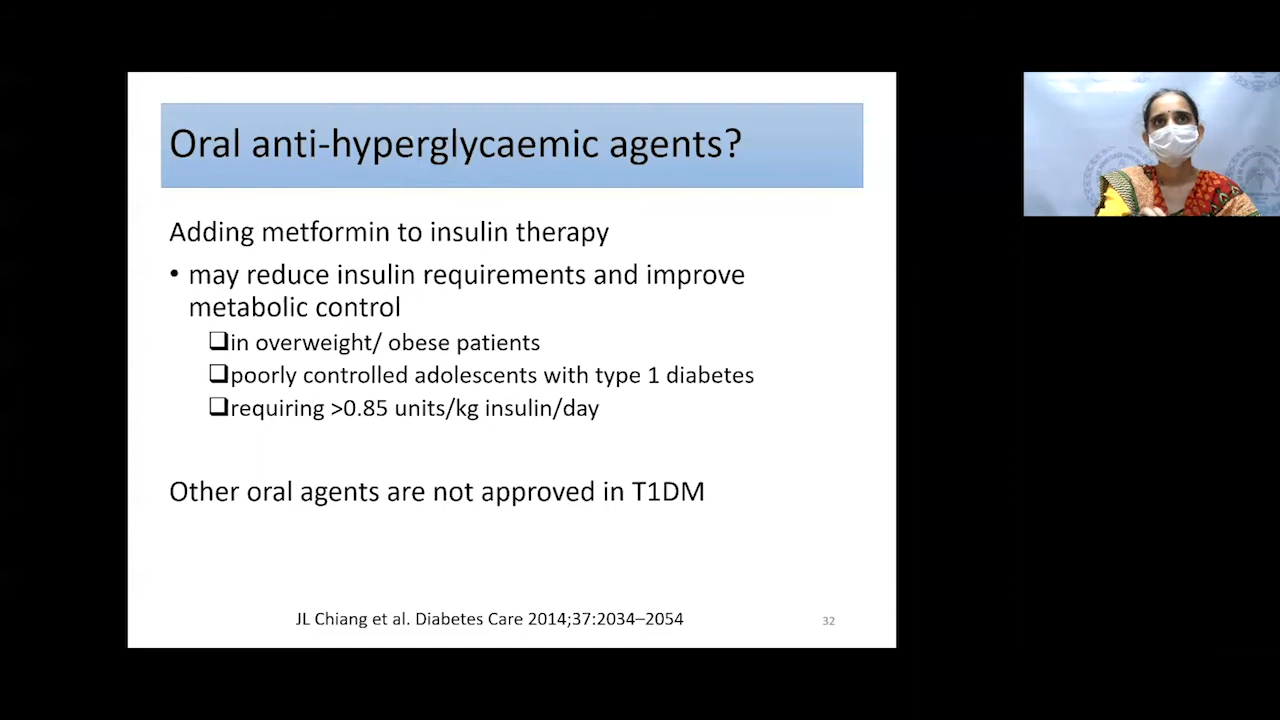 Oral anti-hyperglycaemic agents?
Adding metformin to insulin therapy
• may reduce insulin requirements and improve
metabolic control
❑in overweight/ obese patients
❑poorly controlled adolescents with type 1 diabetes
❑requiring >0.85 units/kg insulin/day
Other oral agents are not approved in T1DM
JL Chiang et al. Diabetes Care 2014;37:2034–2054
32